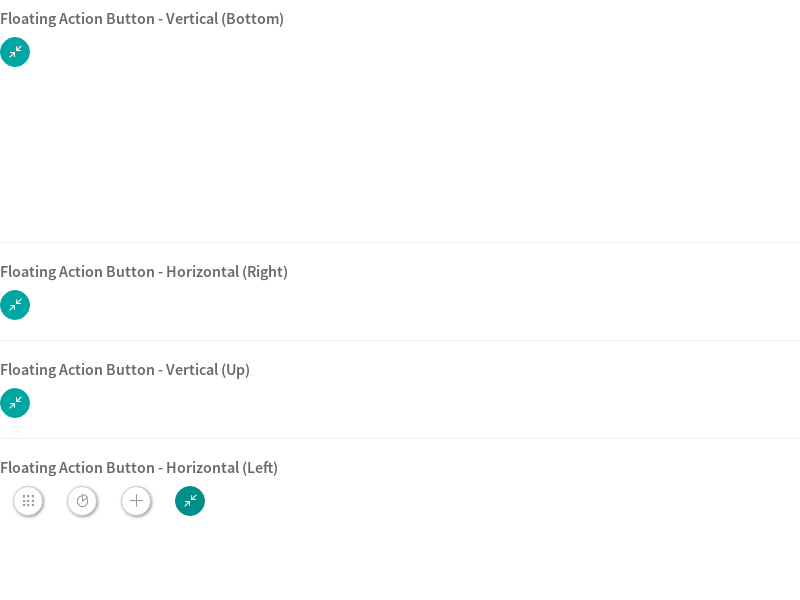 Floating Action Button - Vertical (Bottom)
Floating Action Button - Horizontal (Right)
Floating Action Button - Vertical (Up)
Floating Action Button - Horizontal (Left)